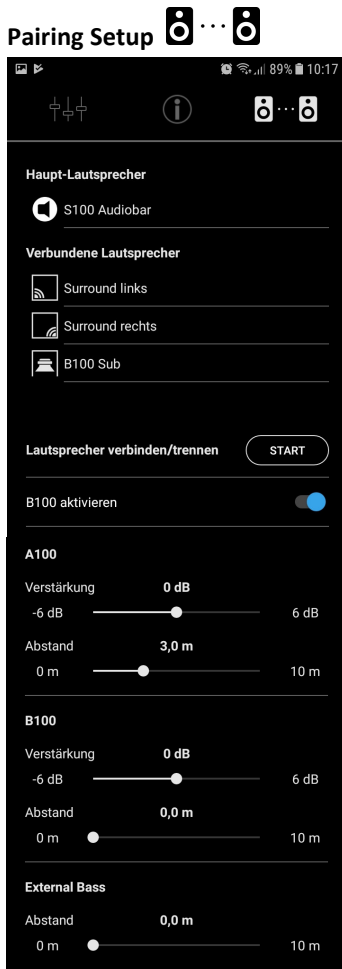 Pairing Setup
89% 10:17
Haupt-Lautsprecher
S100 Audiobar
Verbundene Lautsprecher
Surround links
Surround rechts
B100 Sub
Lautsprecher verbinden/trennen START
B100 aktivieren
A100
Verstärkung 0 dB
-6 dB 6 dB
Abstand 3,0 m
0 m 10 m
B100
Verstärkung 0 dB
-6 dB 6 dB
Abstand 0,0 m
0 m 10 m
External Bass
Abstand 0,0 m
0 m 10 m